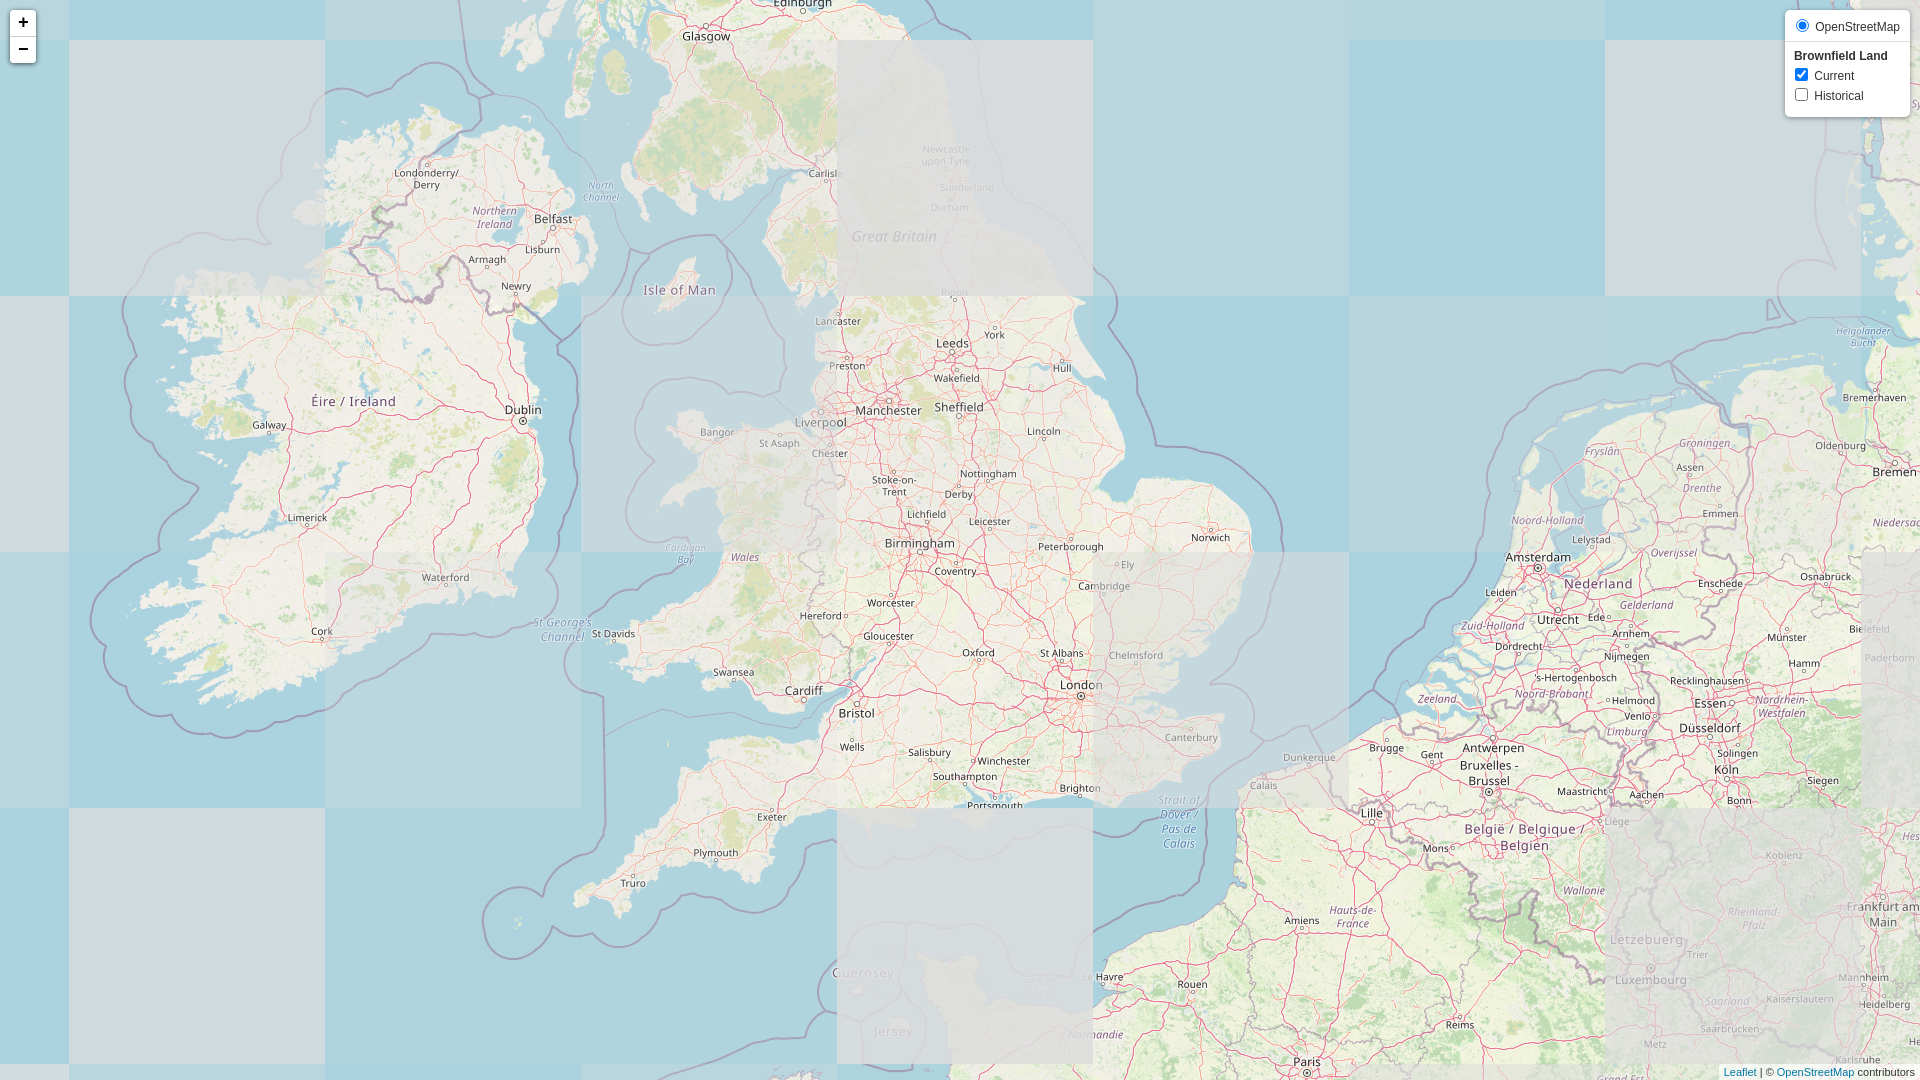 +
−
OpenStreetMap
Brownfield Land
Current
Historical
Edinburgh
Glasgow
Newcastle
upon Tyne
Carlisle
Londonderry/
Derry
North
Channel
Sunderland
Durham
Northern
Ireland
Belfast
Great Britain
Lisburn
Armagh
Newry
Isle of Man
Ripon
Lancaster
York
Helgoländer
Bucht
Leeds
Preston
Hull
Wakefield
Bremerhaven
Éire / Ireland
Dublin
Manchester
Sheffield
Liverpool
Galway
Bangor
St Asaph
Lincoln
Groningen
Oldenburg
Chester
Fryslân
Assen
Bremen
Stoke-on-
Trent
Nottingham
Derby
Drenthe
Limerick
Lichfield
Leicester
Emmen
Noord-Holland
Niedersac
Norwich
Lelystad
Birmingham
Peterborough
Cardigan
Bay
Wales
Overijssel
Amsterdam
Ely
Coventry
Waterford
Cambridge
Nederland
Enschede
Osnabrück
Leiden
Worcester
Gelderland
Hereford
Utrecht
Ede
Zuid-Holland
St George's
Channel
Cork
St Davids
Gloucester
Arnhem
Bielefeld
Münster
Dordrecht
Oxford
St Albans
Chelmsford
Nijmegen
Paderborn
Hamm
Swansea
's-Hertogenbosch
Recklinghausen
Cardiff
London
Noord-Brabant
Zeeland
Helmond
Essen
Nordrhein-
Westfalen
Bristol
Venlo
Düsseldorf
Limburg
Canterbury
Wells
Salisbury
Brugge
Antwerpen
Gent
Solingen
Winchester
Dunkerque
Bruxelles -
Brussel
Köln
Southampton
Siegen
Calais
Brighton
Maastricht
Aachen
Bonn
Portsmouth
Strait of
Dover /
Pas de
Calais
Exeter
Lille
Liège
België / Belgique /
Belgien
Mons
Plymouth
Koblenz
Truro
Wallonie
Hauts-de-
France
Amiens
Rheinland-
Pfalz
Frankfurt am
Main
Lëtzebuerg
Trier
Guernsey
Le Havre
Rouen
Luxembourg
Mannheim
Saarland
Kaiserslautern
Heidelberg
Jersey
Normandie
Reims
Saarbrücken
Metz
Paris
Karlsruhe
Grand Est
Leaflet | © OpenStreetMap contributors